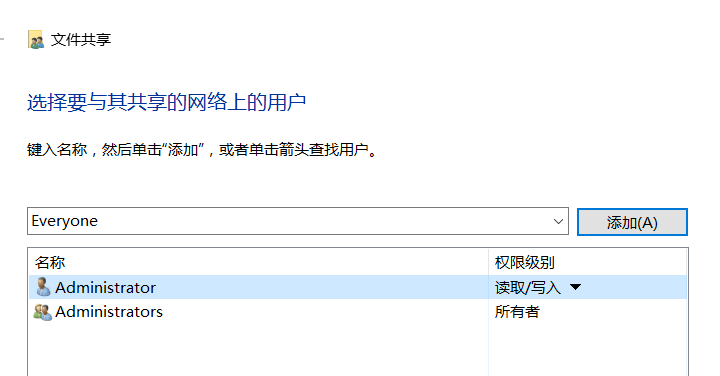 文件共享
选择要与其共享的网络上的用户
键入名称，然后单击“添加”，或者单击箭头查找用户。
Everyone 添加(A)
名称 权限级别
Administrator 读取/写入
Administrators 所有者